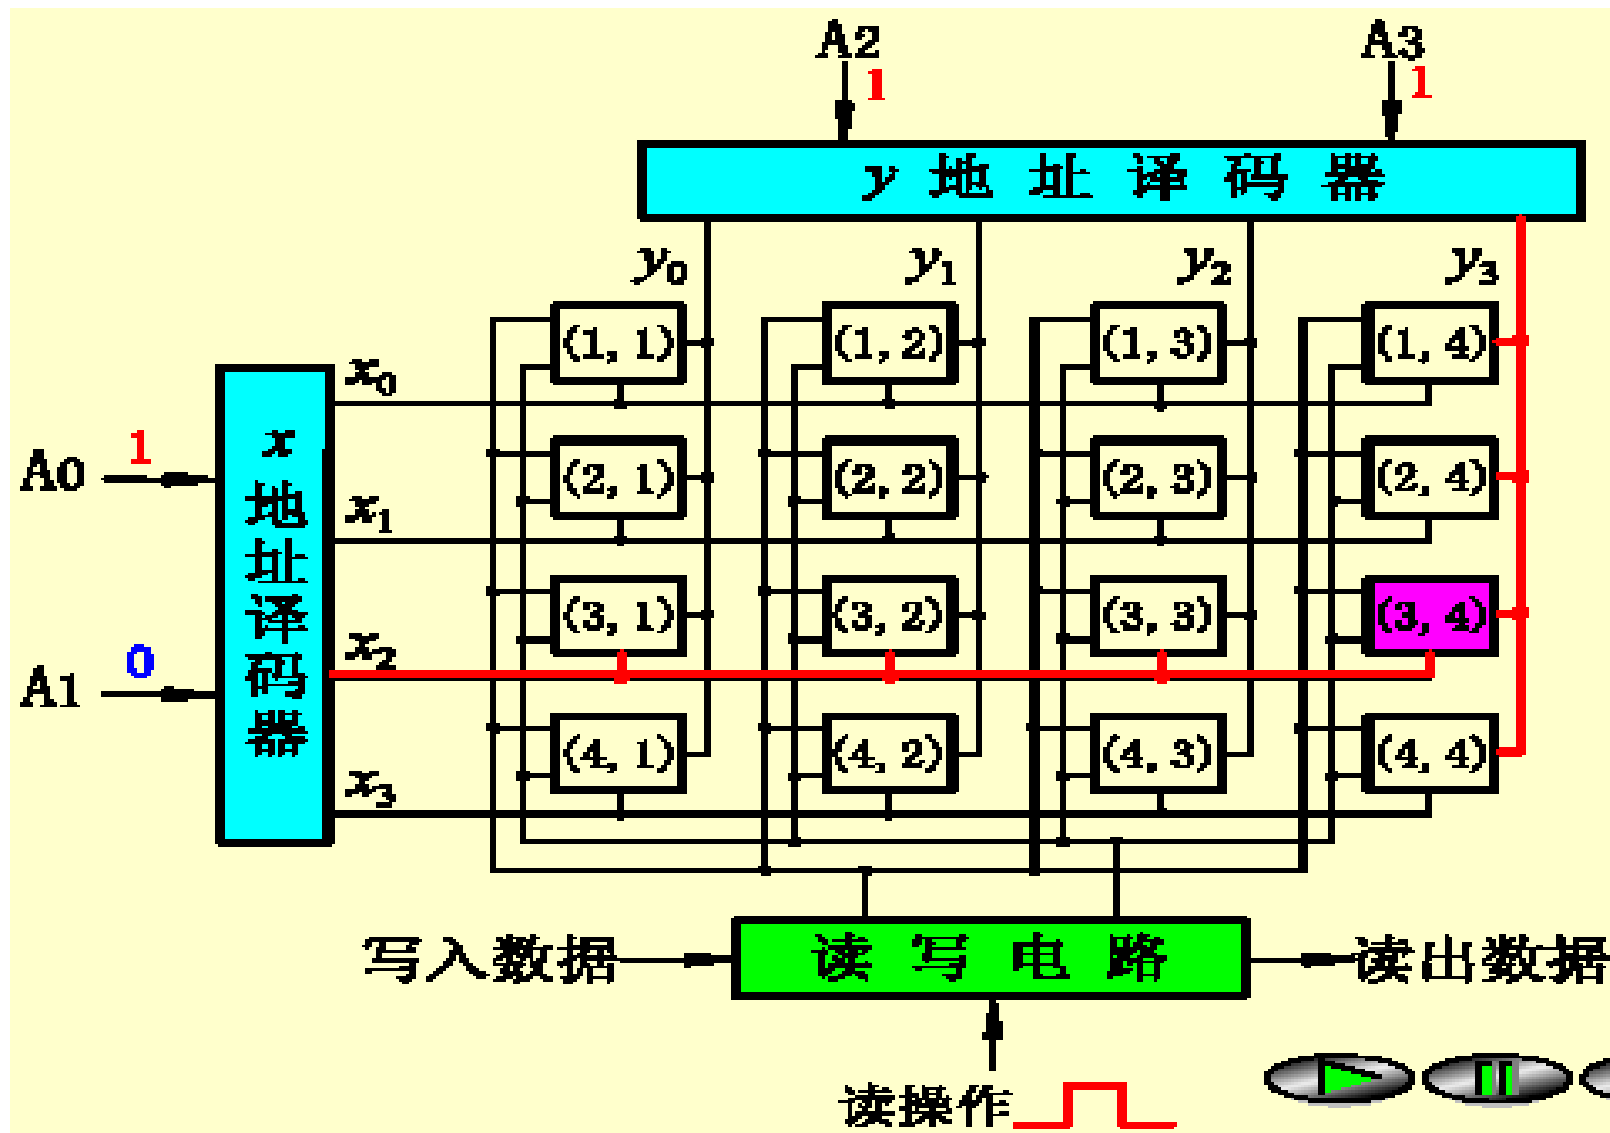 A2 A3
1 1
y 地 址 译 码 器
y0 y1 y2 y3
(1, 1) (1, 2) (1, 3) (1, 4)
x0
A0 1
x 地 址 译 码 器
(2, 1) (2, 2) (2, 3) (2, 4)
x1
(3, 1) (3, 2) (3, 3) (3, 4)
x2
A1 0
(4, 1) (4, 2) (4, 3) (4, 4)
x3
写入数据 读 写 电 路 读出数据
读操作